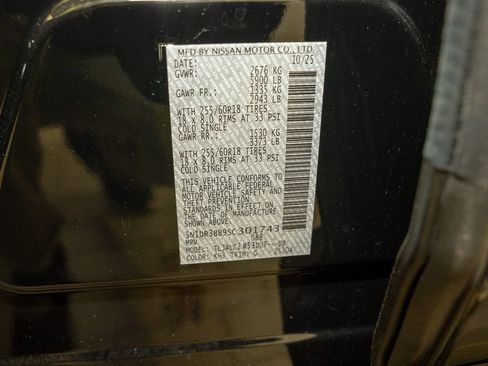 MFD BY NISSAN MOTOR CO., LTD.
DATE: 10/25
GVWR: 2676 KG
5900 LB
GAWR FR.: 1335 KG
2943 LB
WITH 255/60R18 TIRES
18 X 8.0 RIMS AT 33 PSI
COLD SINGLE
GAWR RR.: 1530 KG
3373 LB
WITH 255/60R18 TIRES
18 X 8.0 RIMS AT 33 PSI
COLD SINGLE
THIS VEHICLE CONFORMS TO
ALL APPLICABLE FEDERAL
MOTOR VEHICLE SAFETY AND
THEFT PREVENTION STANDARDS
IN EFFECT ON THE DATE OF
MANUFACTURE
SHOWN ABOVE.
301743
MPV
MODEL:
COLOR: KH3 TRIM: G